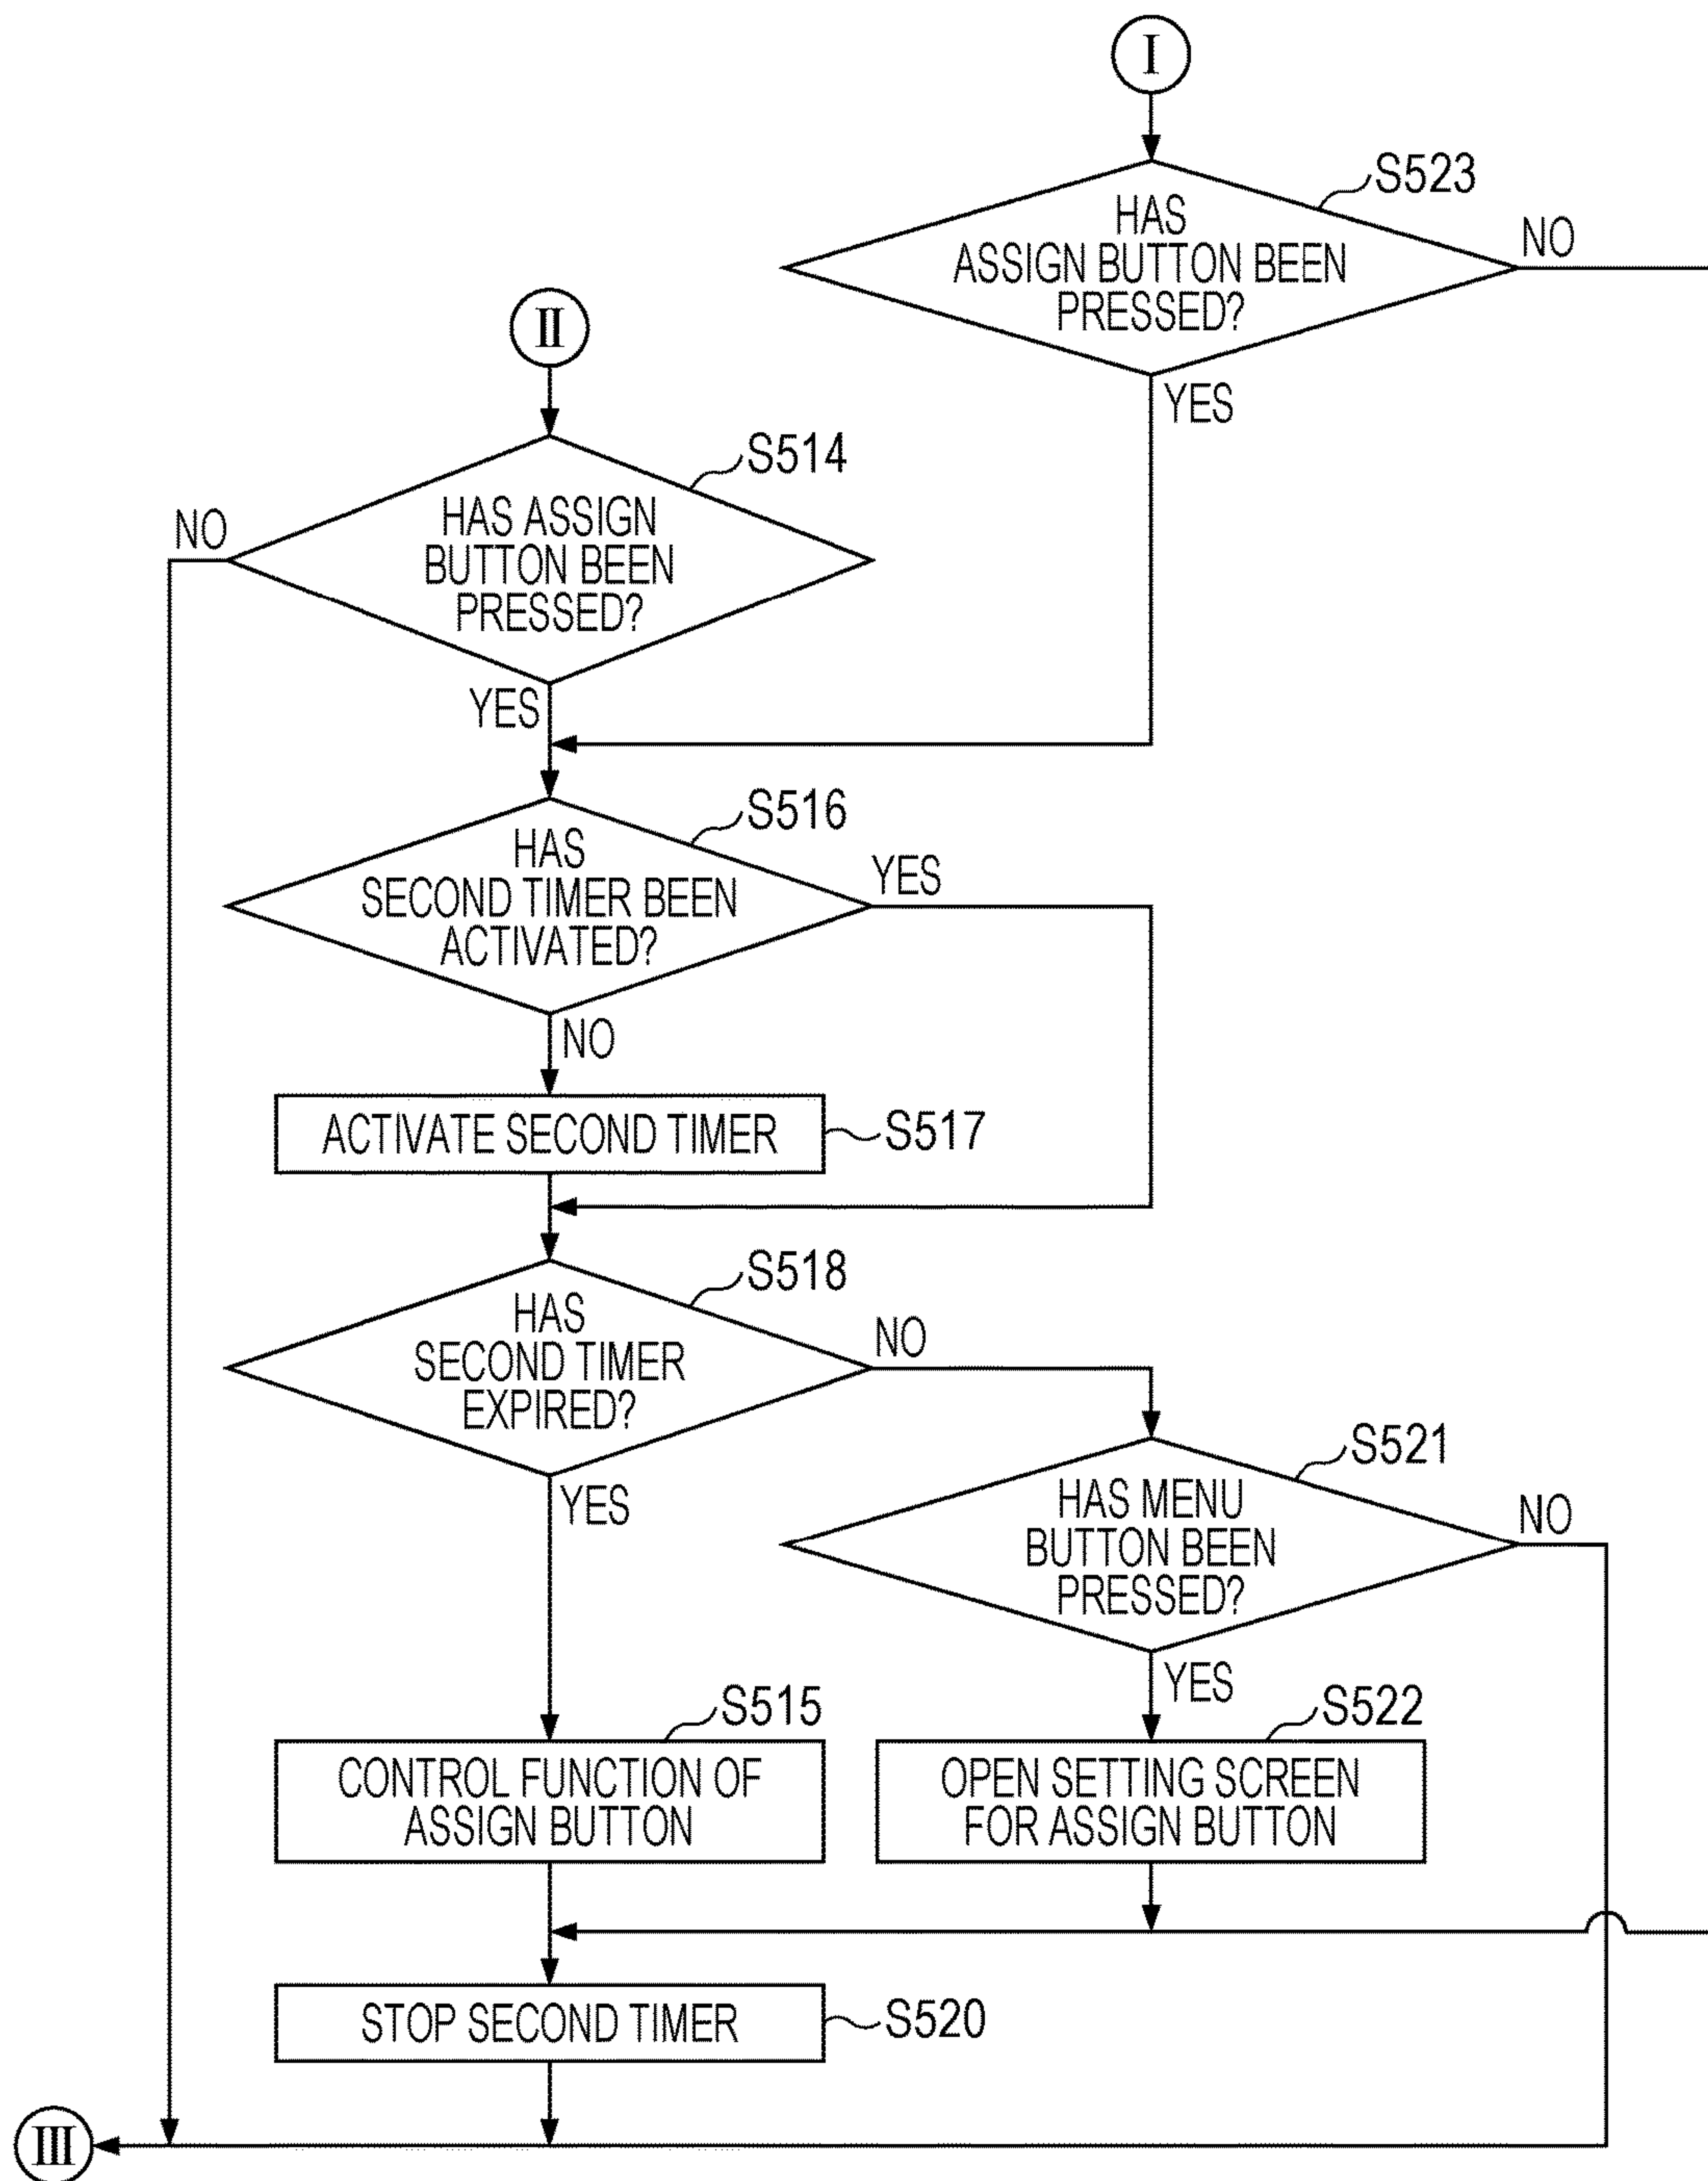 I
S523
HAS
ASSIGN BUTTON BEEN
PRESSED?
NO
YES
II
S514
HAS ASSIGN
BUTTON BEEN
PRESSED?
NO
YES
S516
HAS
SECOND TIMER BEEN
ACTIVATED?
YES
NO
ACTIVATE SECOND TIMER
S517
S518
HAS
SECOND TIMER
EXPIRED?
NO
YES
S521
HAS MENU
BUTTON BEEN
PRESSED?
NO
YES
S515
CONTROL FUNCTION OF
ASSIGN BUTTON
S522
OPEN SETTING SCREEN
FOR ASSIGN BUTTON
STOP SECOND TIMER
S520
III